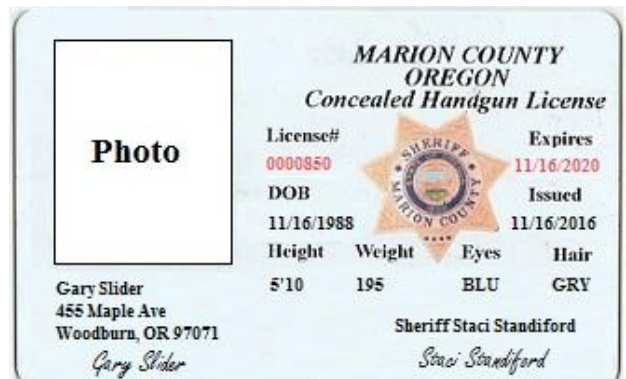 MARION COUNTY
OREGON
Concealed Handgun License
Photo
License#
Expires
0000850
11/16/2020
SHERIFF
MARION COUNTY
DOB
Issued
11/16/1988
11/16/2016
Height Weight Eyes Hair
5'10 195 BLU GRY
Gary Slider
455 Maple Ave
Woodburn, OR 97071
Gary Slider
Sheriff Staci Standiford
Staci Standiford